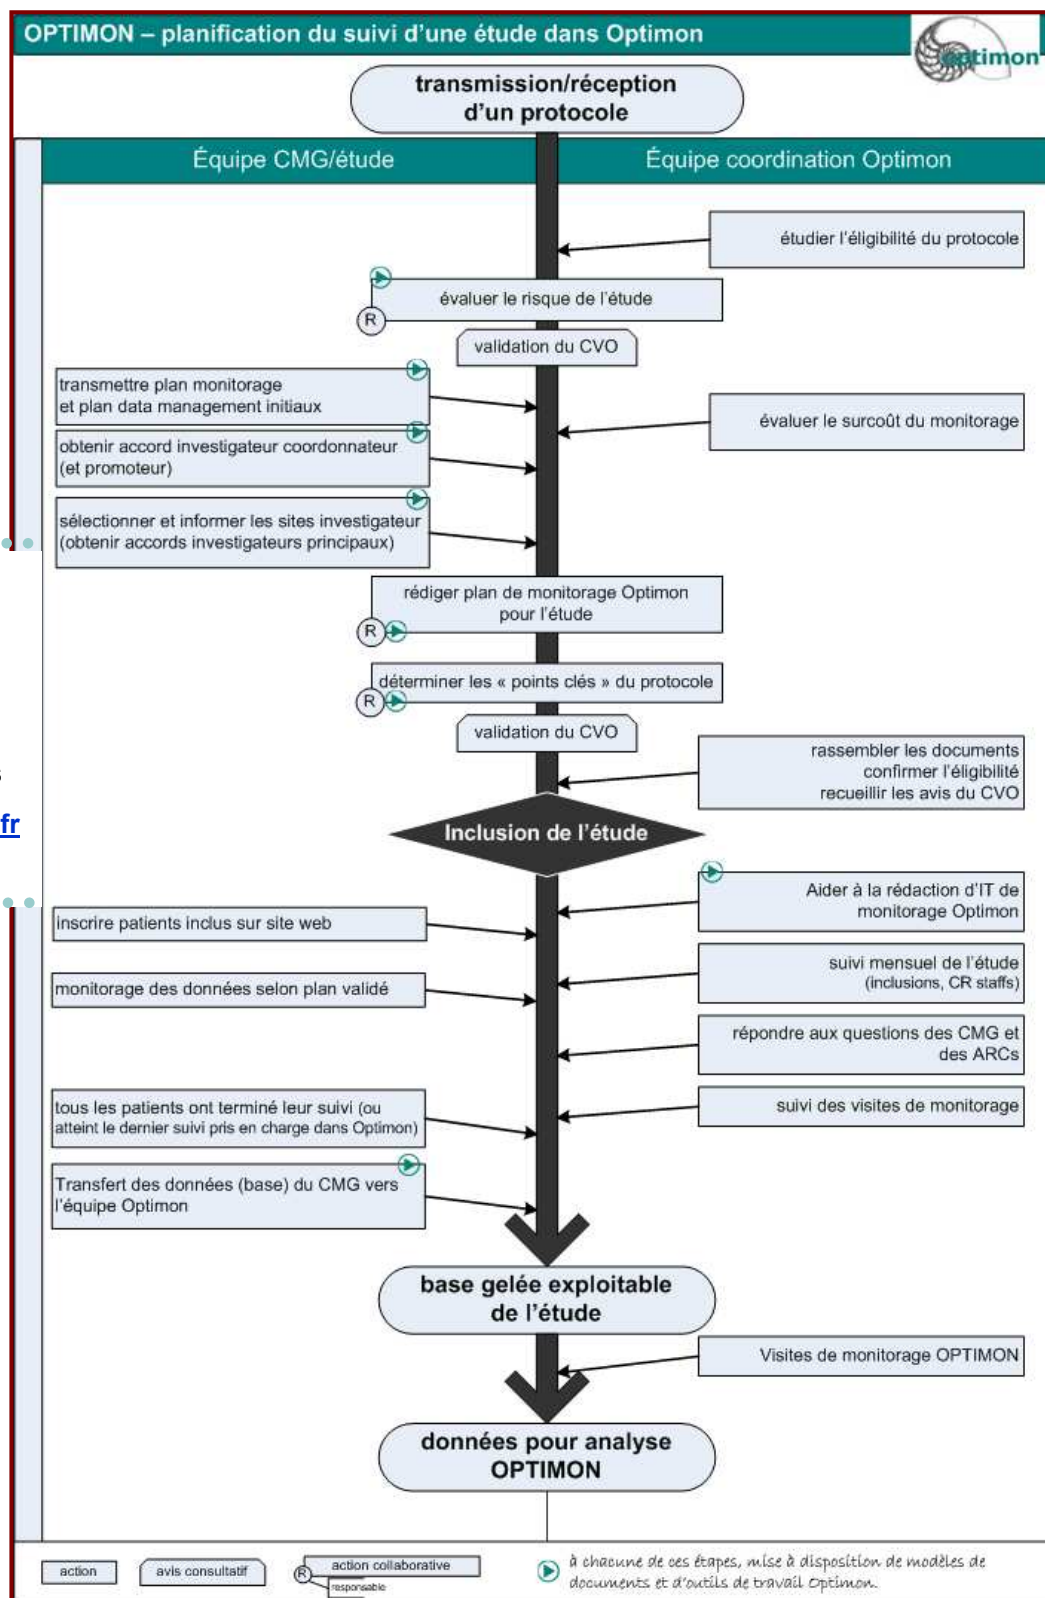 OPTIMON – planification du suivi d'une étude dans Optimon
optimon
transmission/réception
d'un protocole
Équipe CMG/étude
Équipe coordination Optimon
étudier l'éligibilité du protocole
évaluer le risque de l'étude
R
validation du CVO
transmettre plan monitorage
et plan data management initiaux
évaluer le surcoût du monitorage
obtenir accord investigateur coordonnateur
(et promoteur)
sélectionner et informer les sites investigateur
(obtenir accords investigateurs principaux)
rédiger plan de monitorage Optimon
pour l'étude
R
déterminer les « points clés » du protocole
R
validation du CVO
rassembler les documents
confirmer l'éligibilité
recueillir les avis du CVO
s
fr
Inclusion de l'étude
Aider à la rédaction d'IT de
monitorage Optimon
inscrire patients inclus sur site web
suivi mensuel de l'étude
(inclusions, CR staffs)
monitorage des données selon plan validé
répondre aux questions des CMG et
des ARCs
tous les patients ont terminé leur suivi (ou
atteint le dernier suivi pris en charge dans Optimon)
suivi des visites de monitorage
Transfert des données (base) du CMG vers
l'équipe Optimon
base gelée exploitable
de l'étude
Visites de monitorage OPTIMON
données pour analyse
OPTIMON
action
avis consultatif
R
action collaborative
responsable
à chacune de ces étapes, mise à disposition de modèles de
documents et d'outils de travail Optimon.